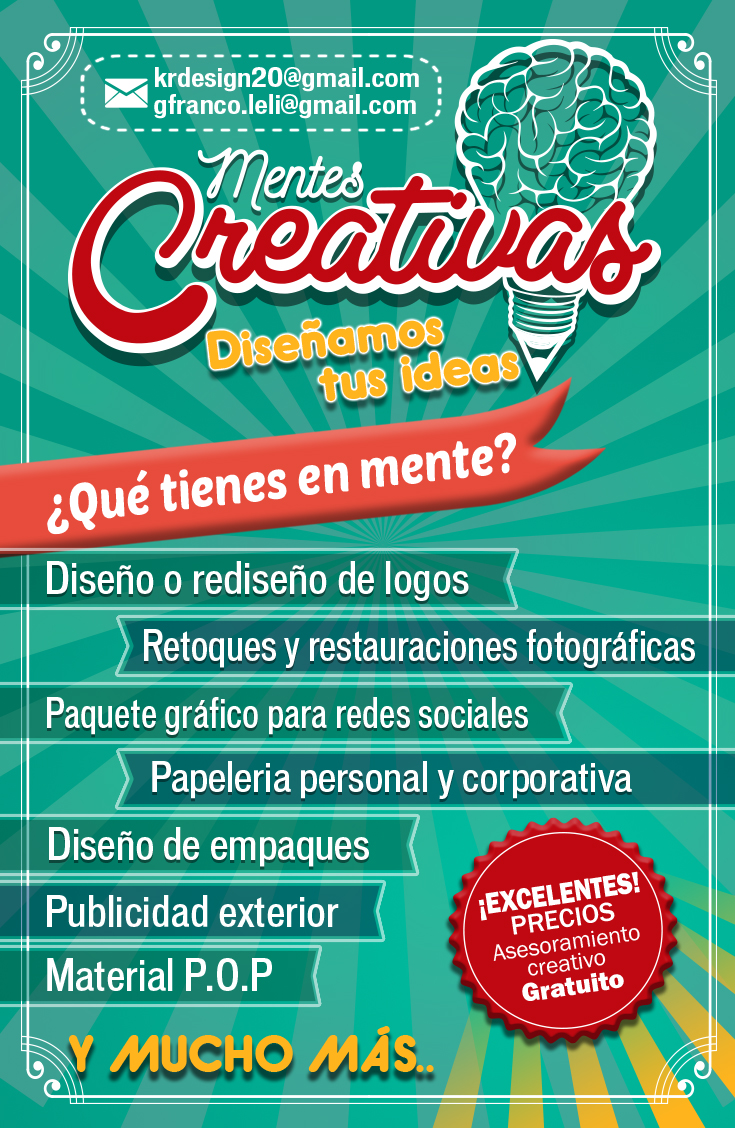 krdesign20@gmail.com
gfranco.leli@gmail.com
Mentes
Creativas
Diseñamos
tus ideas
¿Qué tienes en mente?
Diseño o rediseño de logos
Retoques y restauraciones fotográficas
Paquete gráfico para redes sociales
Papeleria personal y corporativa
Diseño de empaques
Publicidad exterior
Material P.O.P
¡EXCELENTES!
PRECIOS
Asesoramiento
creativo
Gratuito
Y MUCHO MÁS..